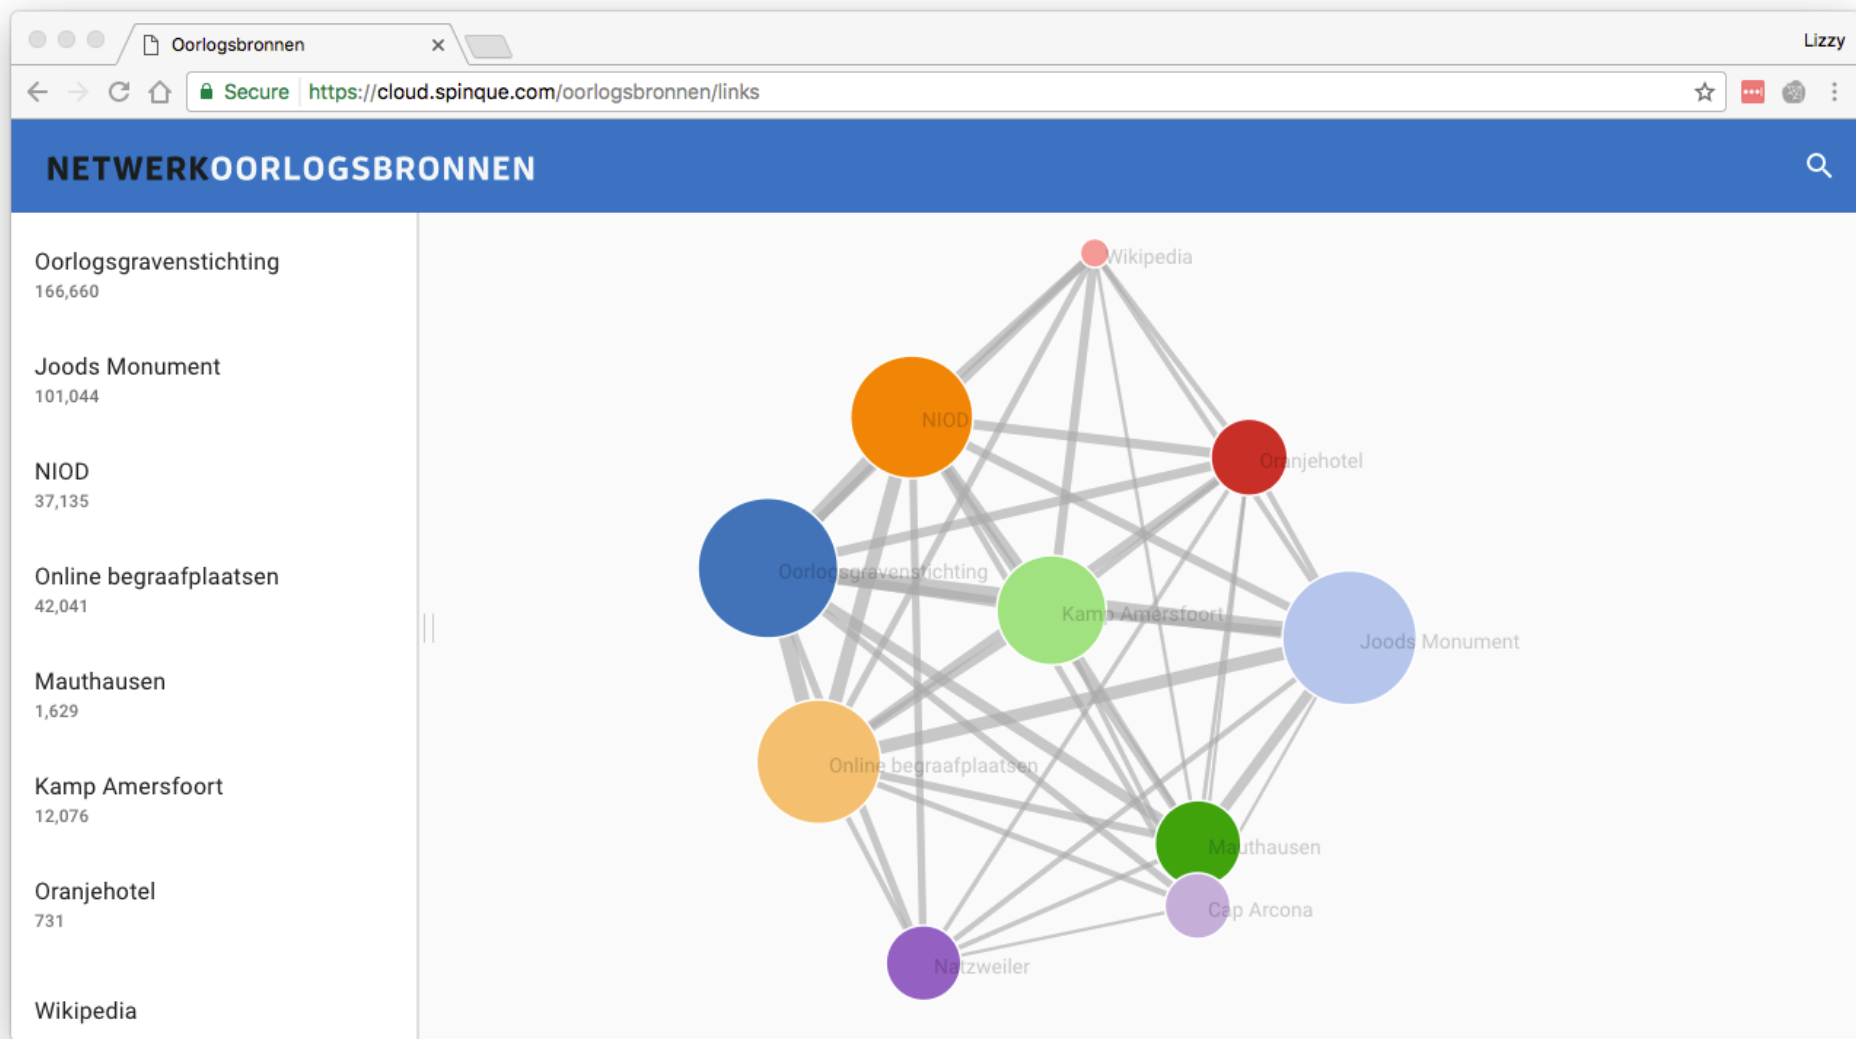 Oorlogsbronnen
Lizzy
Secure https://cloud.spinque.com/oorlogsbronnen/links
NETWERKOORLOGSBRONNEN
Oorlogsgravenstichting
166,660
Joods Monument
101,044
NIOD
37,135
Online begraafplaatsen
42,041
Mauthausen
1,629
Kamp Amersfoort
12,076
Oranjehotel
731
Wikipedia
Wikipedia
NIOD
Oranjehotel
Oorlogsgravenstichting
Kamp Amersfoort
Joods Monument
Online begraafplaatsen
Mauthausen
Cap Arcona
Natzweiler